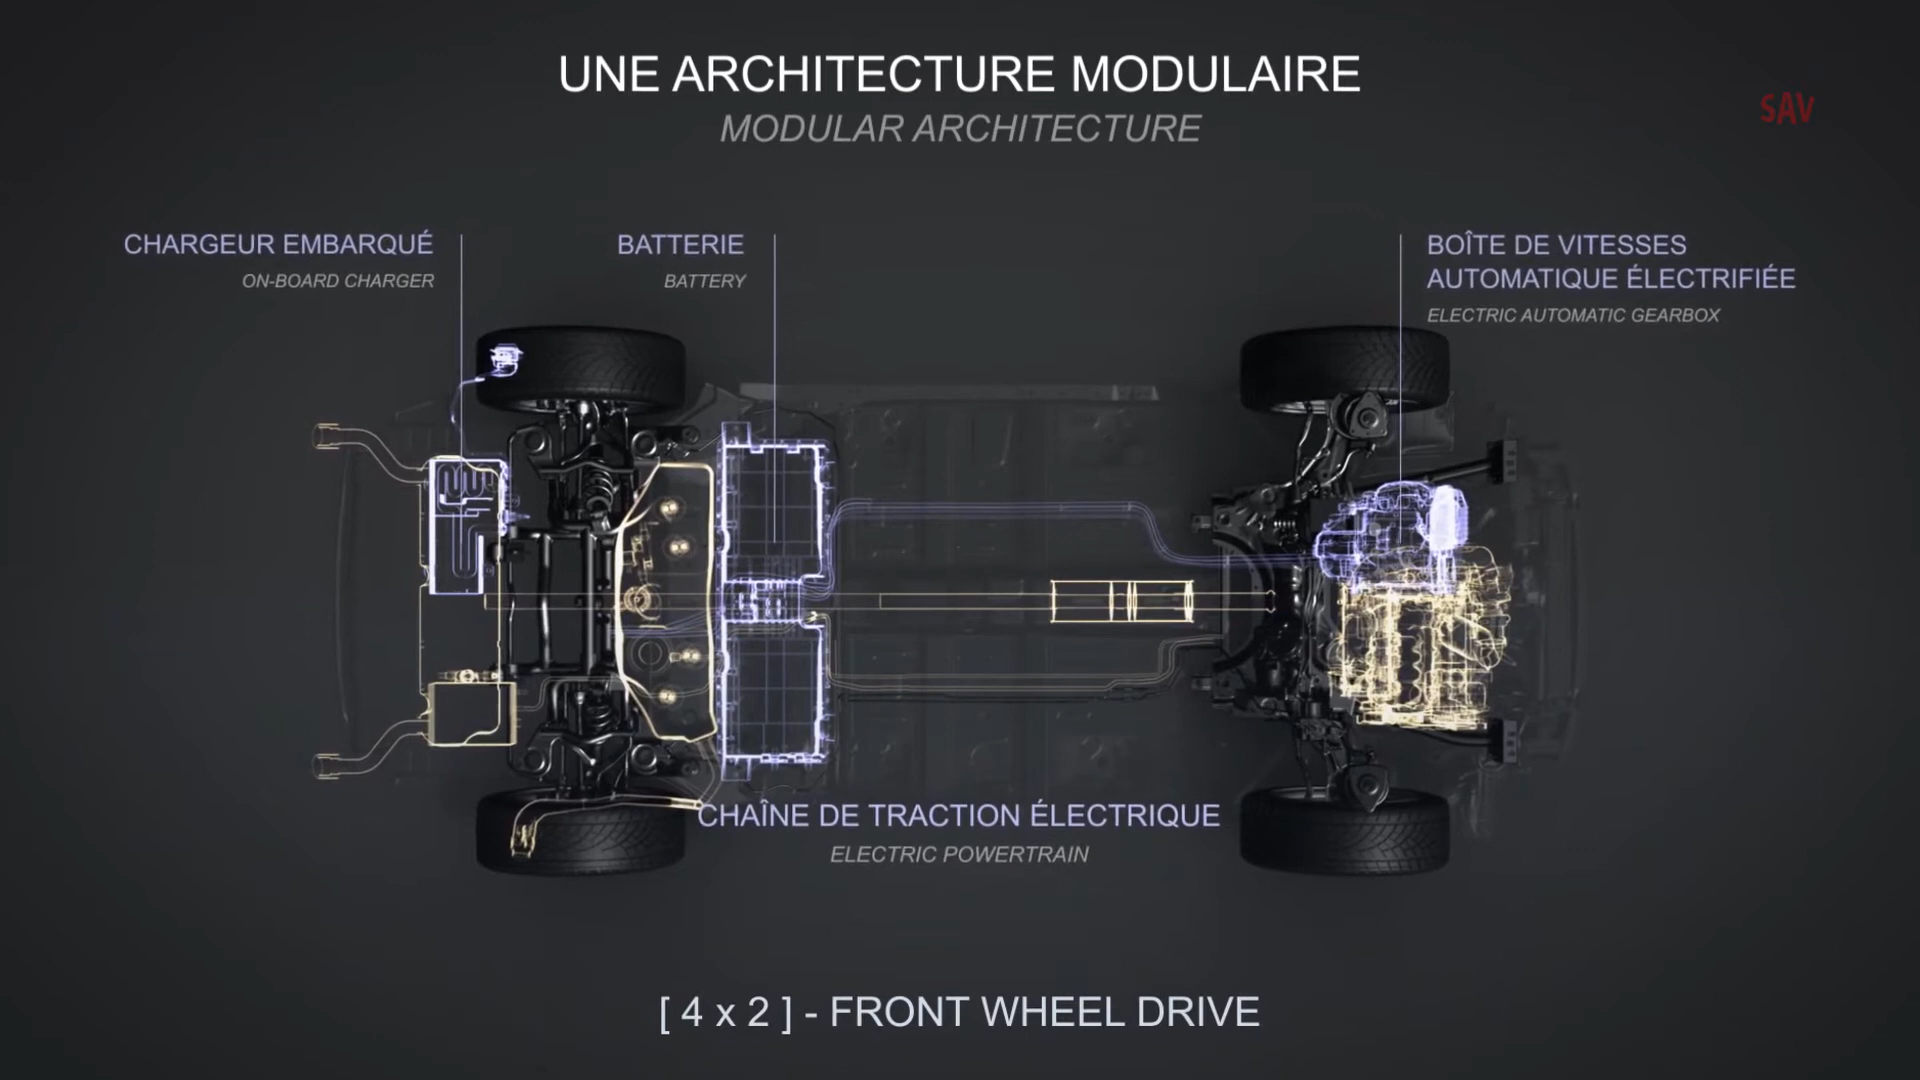 UNE ARCHITECTURE MODULAIRE
MODULAR ARCHITECTURE
SAV
CHARGEUR EMBARQUÉ
ON-BOARD CHARGER
BATTERIE
BATTERY
BOÎTE DE VITESSES
AUTOMATIQUE ÉLECTRIFIÉE
ELECTRIC AUTOMATIC GEARBOX
CHAÎNE DE TRACTION ÉLECTRIQUE
ELECTRIC POWERTRAIN
[ 4 x 2 ] - FRONT WHEEL DRIVE